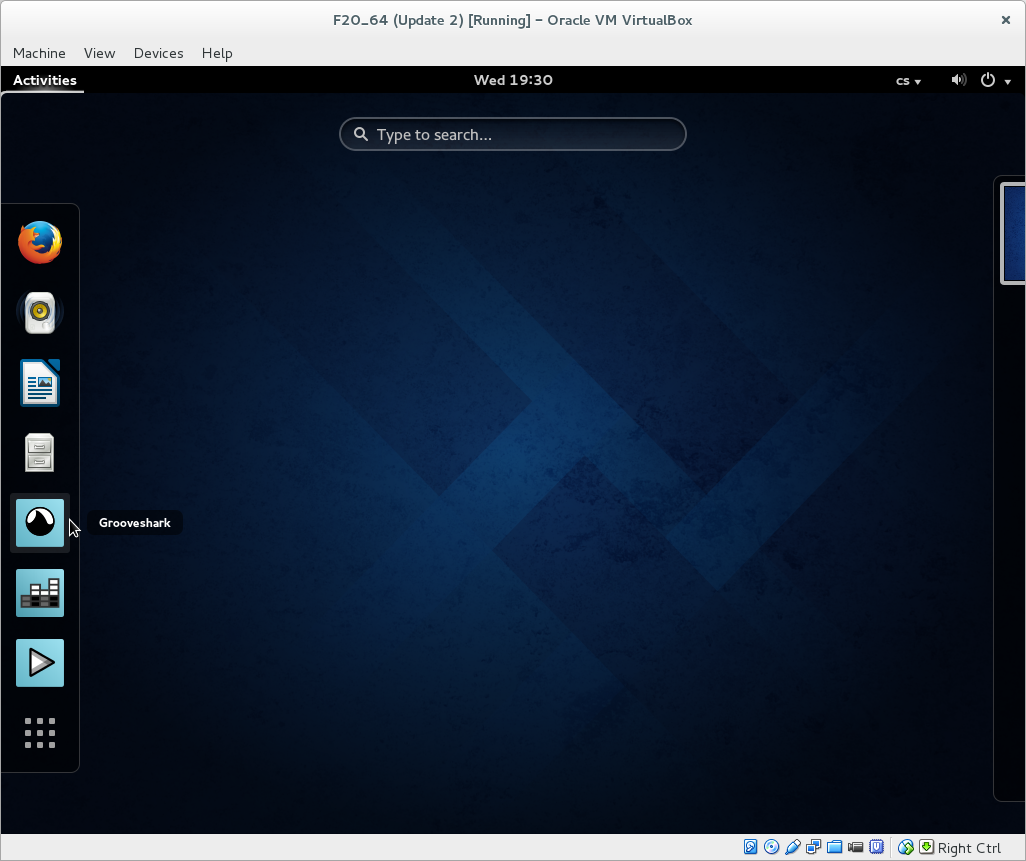 F20_64 (Update 2) [Running] – Oracle VM VirtualBox
Machine View Devices Help
Activities Wed 19:30 cs
Type to search...
Grooveshark
Right Ctrl